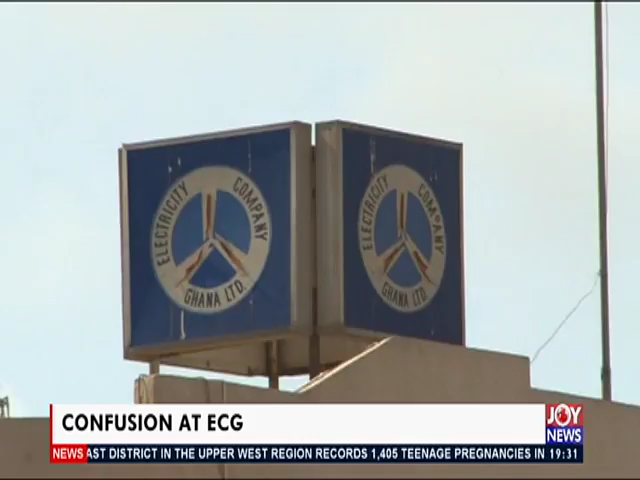 ELECTRICITY COMPANY
GHANA LTD.
ELECTRICITY COMPANY
GHANA LTD.
CONFUSION AT ECG
JOY
NEWS
NEWS AST DISTRICT IN THE UPPER WEST REGION RECORDS 1,405 TEENAGE PREGNANCIES IN 19:31